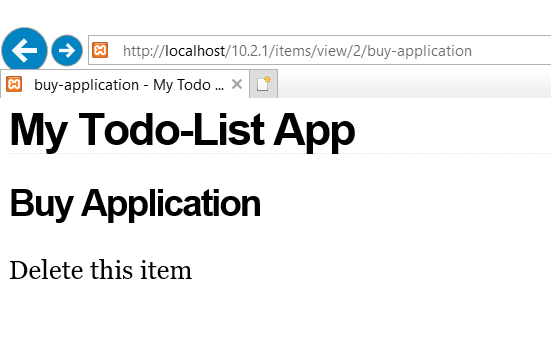 http://localhost/10.2.1/items/view/2/buy-application
buy-application - My Todo ...
My Todo-List App
Buy Application
Delete this item